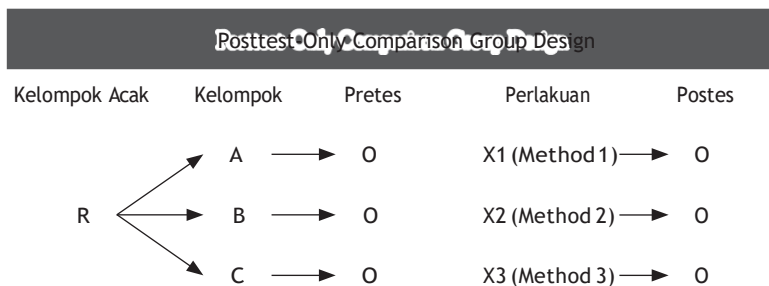 Posttest-Only Comparison Group Design
Kelompok Acak Kelompok Pretes Perlakuan Postes
A O X1 (Method 1) O
R B O X2 (Method 2) O
C O X3 (Method 3) O